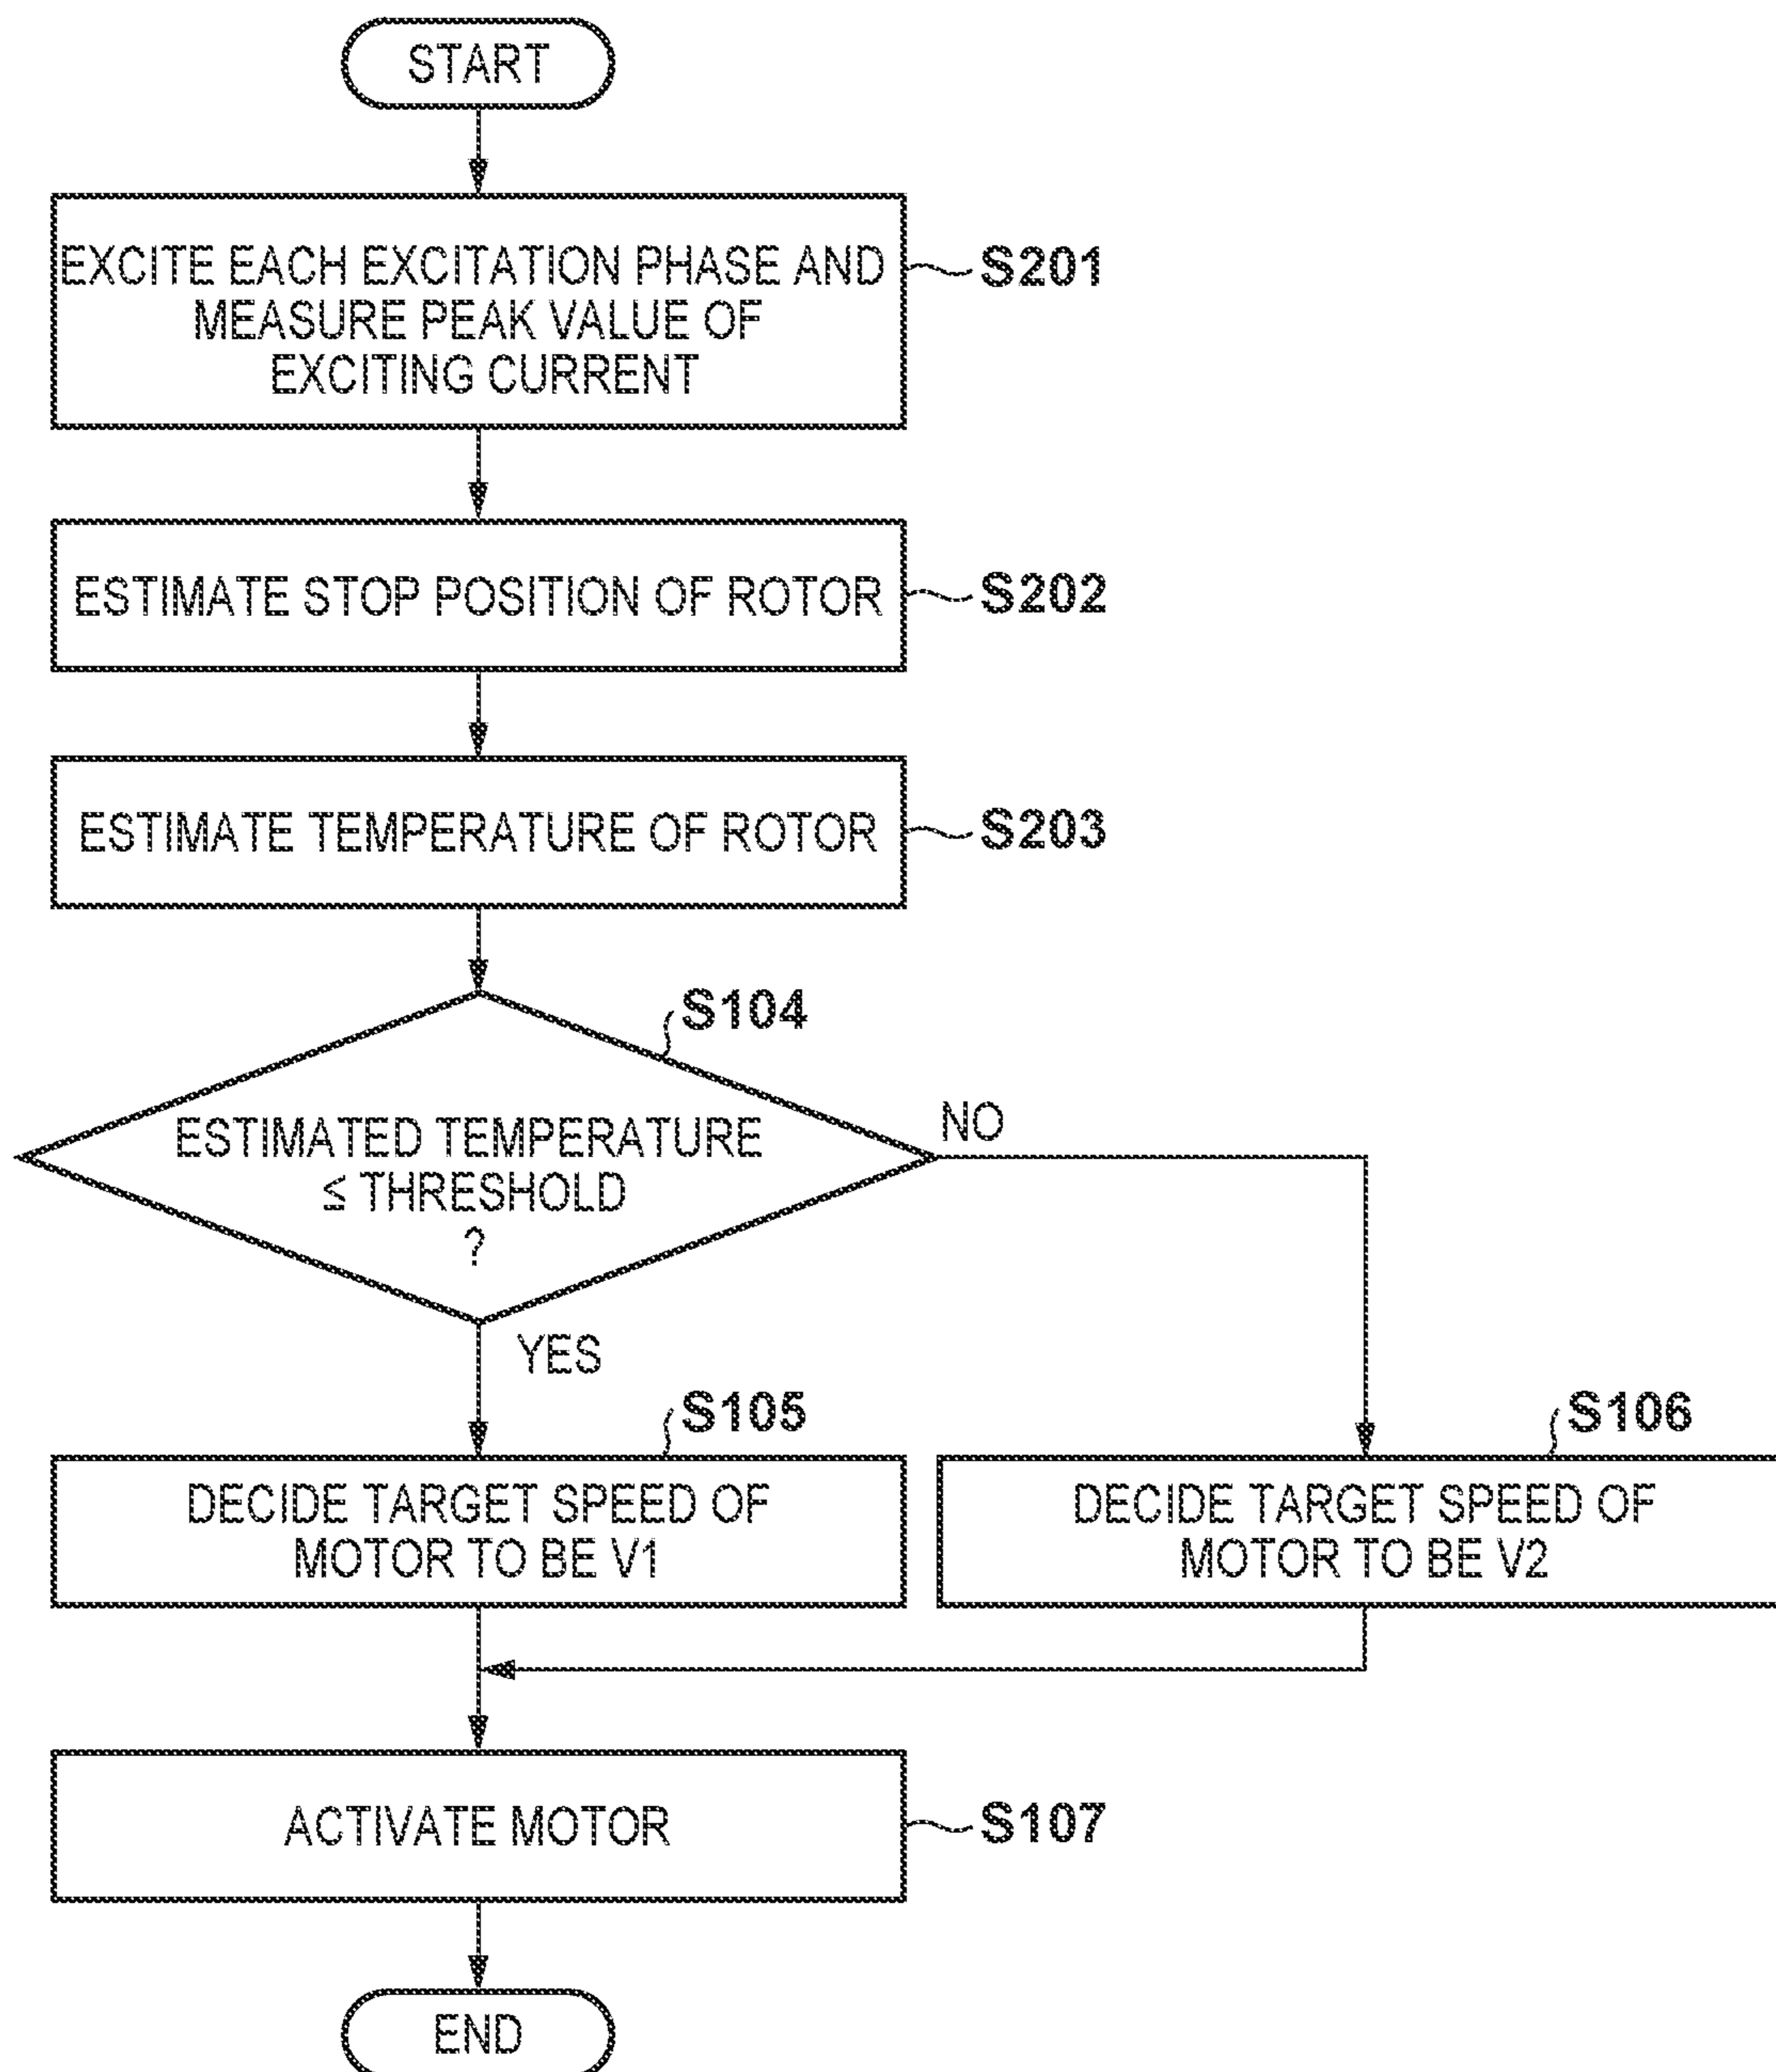 START
EXCITE EACH EXCITATION PHASE AND
MEASURE PEAK VALUE OF
EXCITING CURRENT
S201
ESTIMATE STOP POSITION OF ROTOR
S202
ESTIMATE TEMPERATURE OF ROTOR
S203
S104
ESTIMATED TEMPERATURE
≤ THRESHOLD
?
NO
YES
S105
DECIDE TARGET SPEED OF
MOTOR TO BE V1
S106
DECIDE TARGET SPEED OF
MOTOR TO BE V2
ACTIVATE MOTOR
S107
END